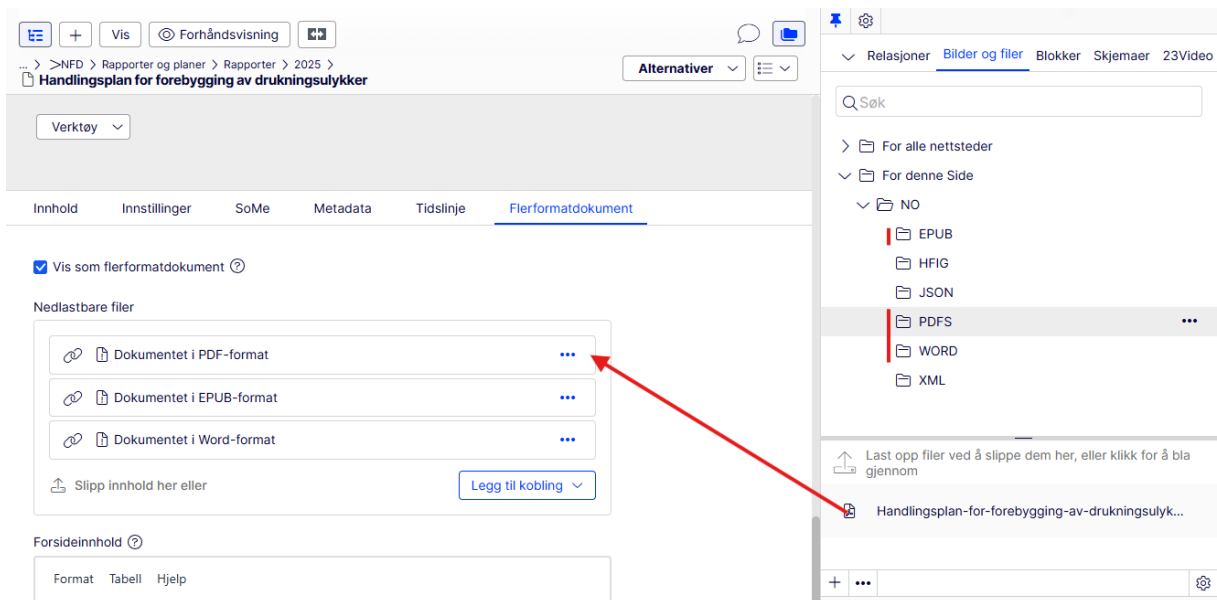 Vis
Forhåndsvisning
... > >NFD > Rapporter og planer > Rapporter > 2025 >
Handlingsplan for forebygging av drukningsulykker
Alternativer
Verktøy
Innhold
Innstillinger
SoMe
Metadata
Tidslinje
Flerformatdokument
Vis som flerformatdokument ?
Nedlastbare filer
Dokumentet i PDF-format
Dokumentet i EPUB-format
Dokumentet i Word-format
Slipp innhold her eller
Legg til kobling
Forsideinnhold ?
Format Tabell Hjelp
Relasjoner
Bilder og filer
Blokker
Skjemaer
23Video
Søk
For alle nettsteder
For denne Side
NO
EPUB
HFIG
JSON
PDFS
WORD
XML
Last opp filer ved å slippe dem her, eller klikk for å bla
gjennom
Handlingsplan-for-forebygging-av-drukningsulyk...